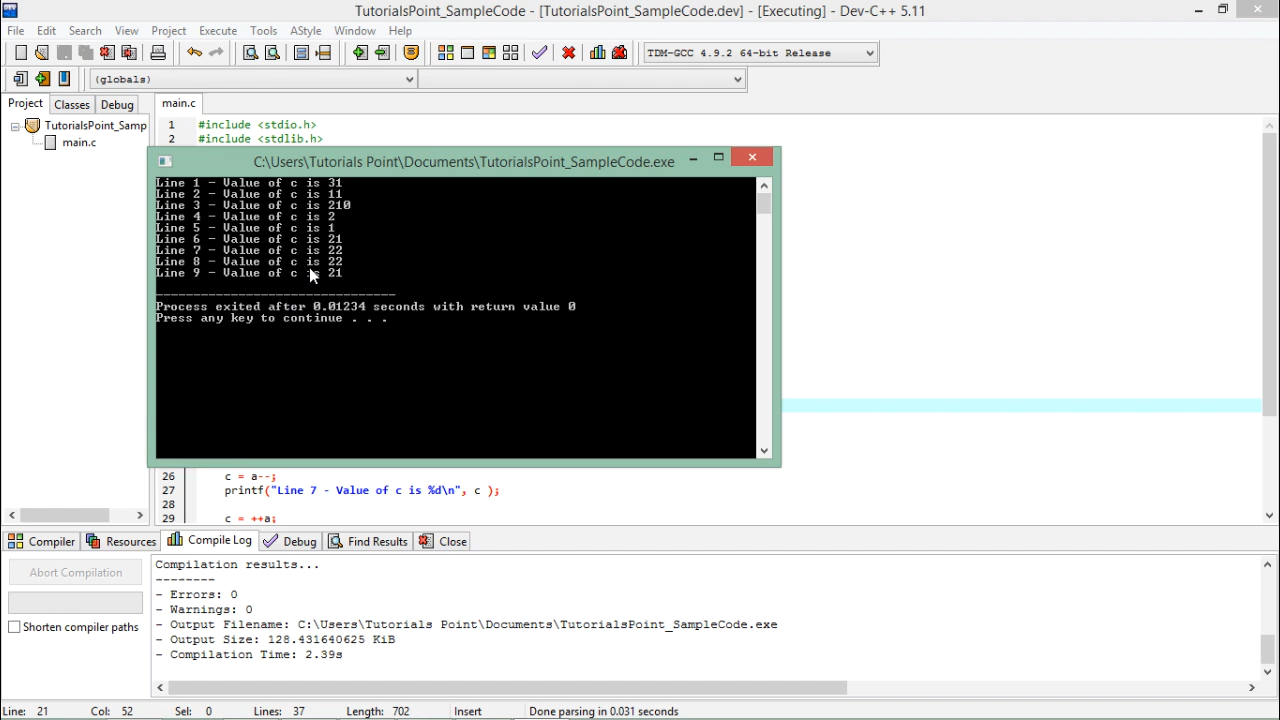 TutorialsPoint_SampleCode - [TutorialsPoint_SampleCode.dev] - [Executing] - Dev-C++ 5.11
File Edit Search View Project Execute Tools AStyle Window Help
TDM-GCC 4.9.2 64-bit Release
(globals)
Project Classes Debug
main.c
TutorialsPoint_Samp
main.c
1 #include <stdio.h>
2 #include <stdlib.h>
C:\Users\Tutorials Point\Documents\TutorialsPoint_SampleCode.exe
Line 1 - Value of c is 31
Line 2 - Value of c is 11
Line 3 - Value of c is 210
Line 4 - Value of c is 2
Line 5 - Value of c is 1
Line 6 - Value of c is 21
Line 7 - Value of c is 22
Line 8 - Value of c is 22
Line 9 - Value of c is 21
--------------------------------
Process exited after 0.01234 seconds with return value 0
Press any key to continue . . .
26 c = a--;
27 printf("Line 7 - Value of c is %d\n", c );
28
29 c = ++a;
Compiler Resources Compile Log Debug Find Results Close
Abort Compilation
Shorten compiler paths
Compilation results...
--------
- Errors: 0
- Warnings: 0
- Output Filename: C:\Users\Tutorials Point\Documents\TutorialsPoint_SampleCode.exe
- Output Size: 128.431640625 KiB
- Compilation Time: 2.39s
Line: 21 Col: 52 Sel: 0 Lines: 37 Length: 702 Insert Done parsing in 0.031 seconds